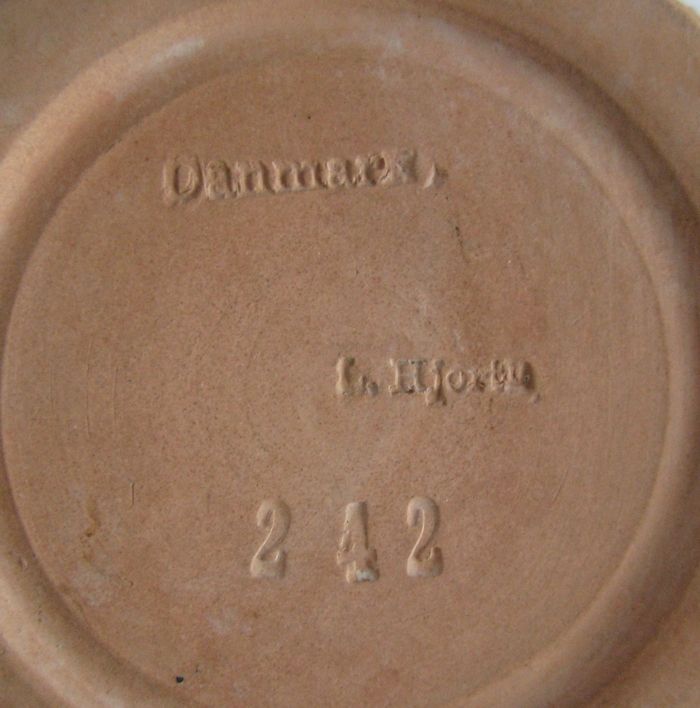 Danmark,
L. Hjorth,
242